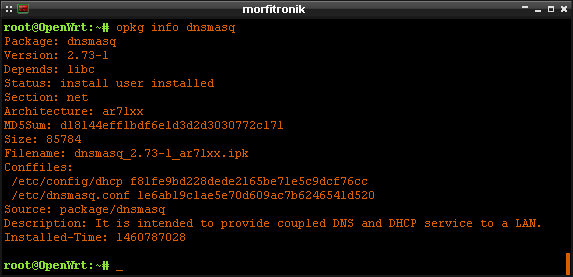 morfitronik
root@OpenWrt:~# opkg info dnsmasq
Package: dnsmasq
Version: 2.73-1
Depends: libc
Status: install user installed
Section: net
Architecture: ar71xx
MD5Sum: d18144eff1bdf6e1d3d2d3030772c171
Size: 85784
Filename: dnsmasq_2.73-1_ar71xx.ipk
Conffiles:
 /etc/config/dhcp f81fe9bd228dede2165be71e5c9dcf76cc
 /etc/dnsmasq.conf 1e6ab19c1ae5e70d609ac7b6246541d520
Source: package/dnsmasq
Description: It is intended to provide coupled DNS and DHCP service to a LAN.
Installed-Time: 1460787028
root@OpenWrt:~# _